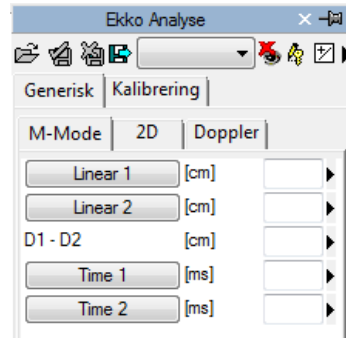 Ekko Analyse
Generisk Kalibrering
M-Mode 2D Doppler
Linear 1 [cm]
Linear 2 [cm]
D1 - D2 [cm]
Time 1 [ms]
Time 2 [ms]